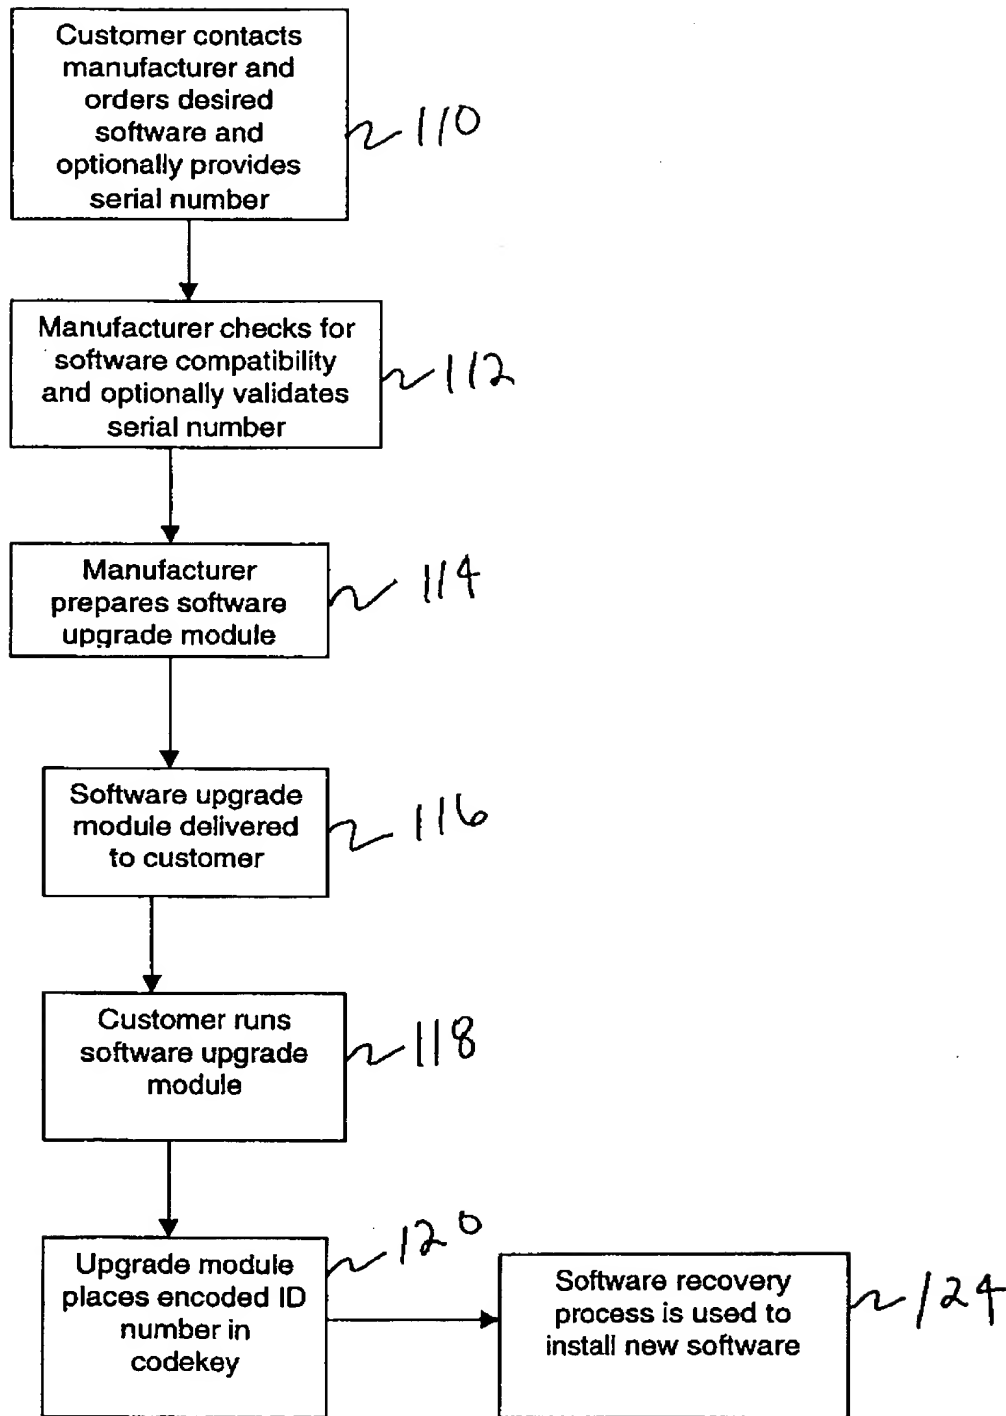 Customer contacts
manufacturer and
orders desired
software and
optionally provides
serial number
110
Manufacturer checks for
software compatibility
and optionally validates
serial number
112
Manufacturer
prepares software
upgrade module
114
Software upgrade
module delivered
to customer
116
Customer runs
software upgrade
module
118
Upgrade module
places encoded ID
number in
codekey
120
Software recovery
process is used to
install new software
124